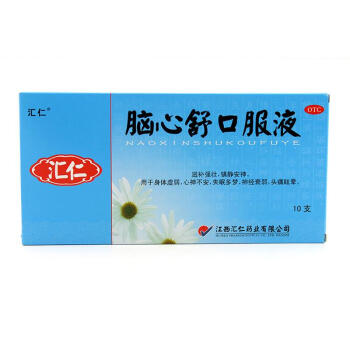 汇仁®
脑心舒口服液
OTC
NAOXINSHUKOUFUYE
汇仁
滋补强壮，镇静安神。
用于身体虚弱，心神不安，失眠多梦，神经衰弱，头痛眩晕。
10支
江西汇仁药业有限公司